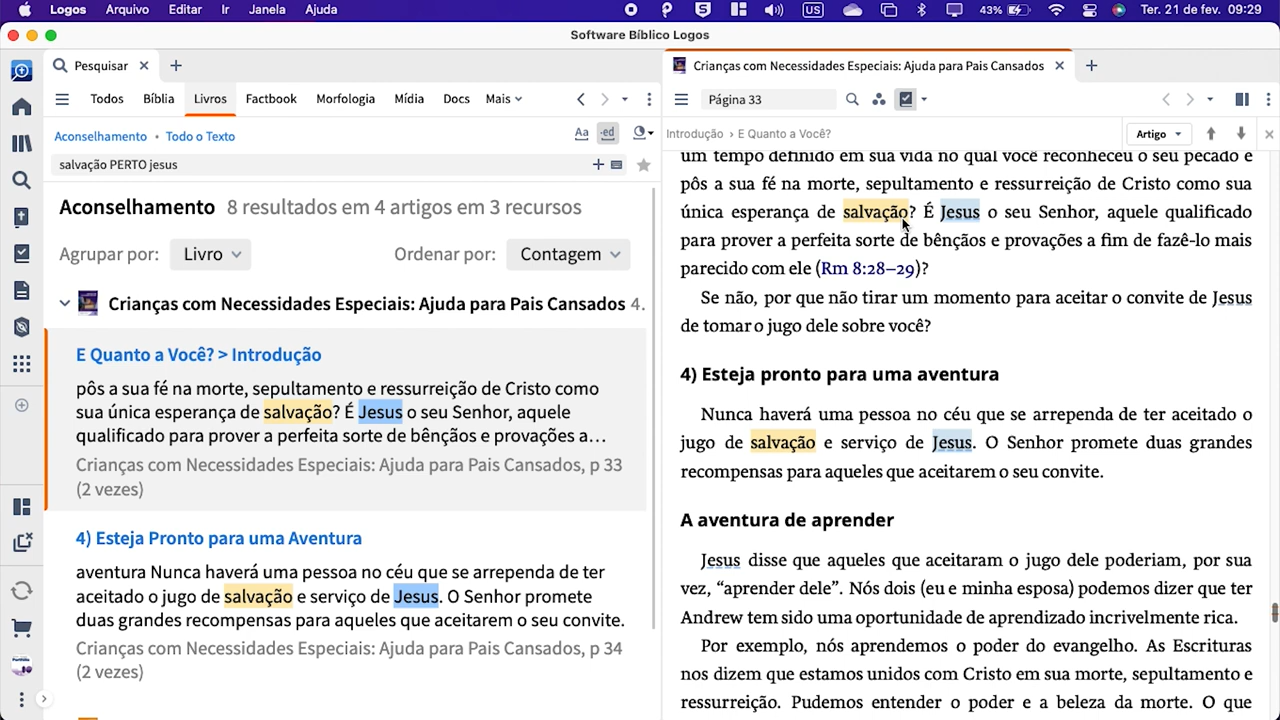 Logos Arquivo Editar Ir Janela Ajuda US 43% Ter. 21 de fev. 09:29
Software Bíblico Logos
Pesquisar
Todos Bíblia Livros Factbook Morfologia Mídia Docs Mais
Aconselhamento • Todo o Texto Aa -ed
salvação PERTO jesus
Aconselhamento 8 resultados em 4 artigos em 3 recursos
Agrupar por: Livro Ordenar por: Contagem
Crianças com Necessidades Especiais: Ajuda para Pais Cansados 4.
E Quanto a Você? > Introdução
pôs a sua fé na morte, sepultamento e ressurreição de Cristo como
sua única esperança de salvação? É Jesus o seu Senhor, aquele
qualificado para prover a perfeita sorte de bênçãos e provações a…
Crianças com Necessidades Especiais: Ajuda para Pais Cansados, p 33
(2 vezes)
4) Esteja Pronto para uma Aventura
aventura Nunca haverá uma pessoa no céu que se arrependa de ter
aceitado o jugo de salvação e serviço de Jesus. O Senhor promete
duas grandes recompensas para aqueles que aceitarem o seu convite.
Crianças com Necessidades Especiais: Ajuda para Pais Cansados, p 34
(2 vezes)
Crianças com Necessidades Especiais: Ajuda para Pais Cansados
Página 33
Introdução › E Quanto a Você? Artigo
um tempo definido em sua vida no qual você reconheceu o seu pecado e
pôs a sua fé na morte, sepultamento e ressurreição de Cristo como sua
única esperança de salvação? É Jesus o seu Senhor, aquele qualificado
para prover a perfeita sorte de bênçãos e provações a fim de fazê-lo mais
parecido com ele (Rm 8:28–29)?
Se não, por que não tirar um momento para aceitar o convite de Jesus
de tomar o jugo dele sobre você?
4) Esteja pronto para uma aventura
Nunca haverá uma pessoa no céu que se arrependa de ter aceitado o
jugo de salvação e serviço de Jesus. O Senhor promete duas grandes
recompensas para aqueles que aceitarem o seu convite.
A aventura de aprender
Jesus disse que aqueles que aceitaram o jugo dele poderiam, por sua
vez, “aprender dele”. Nós dois (eu e minha esposa) podemos dizer que ter
Andrew tem sido uma oportunidade de aprendizado incrivelmente rica.
Por exemplo, nós aprendemos o poder do evangelho. As Escrituras
nos dizem que estamos unidos com Cristo em sua morte, sepultamento e
ressurreição. Pudemos entender o poder e a beleza da morte. O que